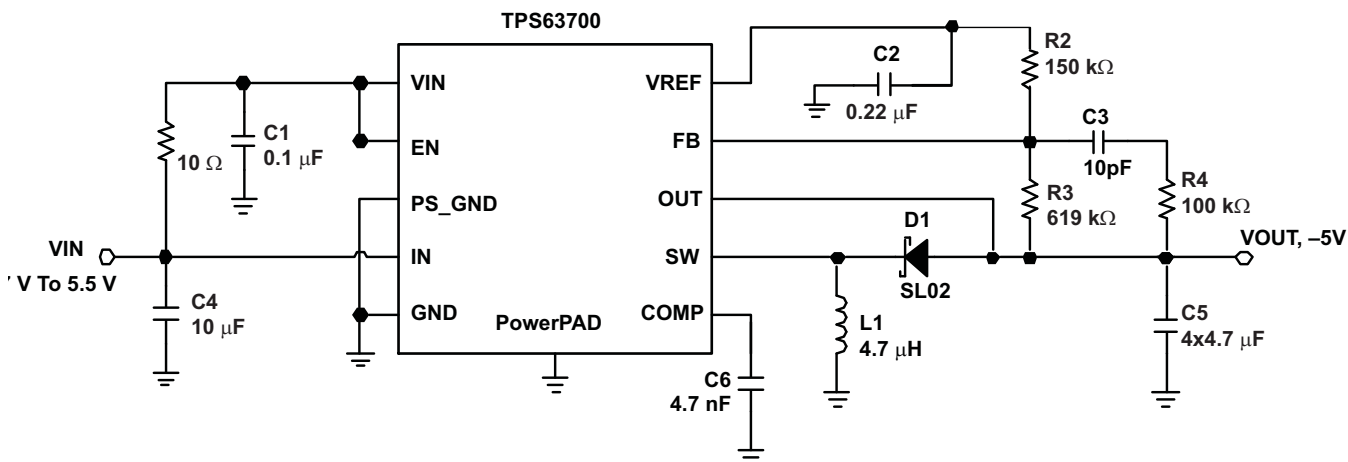 TPS63700
VIN
EN
PS_GND
IN
GND
PowerPAD
VREF
FB
OUT
SW
COMP
10 Ω
C1
0.1 μF
VIN
V To 5.5 V
C4
10 μF
C2
0.22 μF
R2
150 kΩ
C3
10pF
R3
619 kΩ
R4
100 kΩ
D1
SL02
VOUT, –5V
L1
4.7 μH
C5
4x4.7 μF
C6
4.7 nF